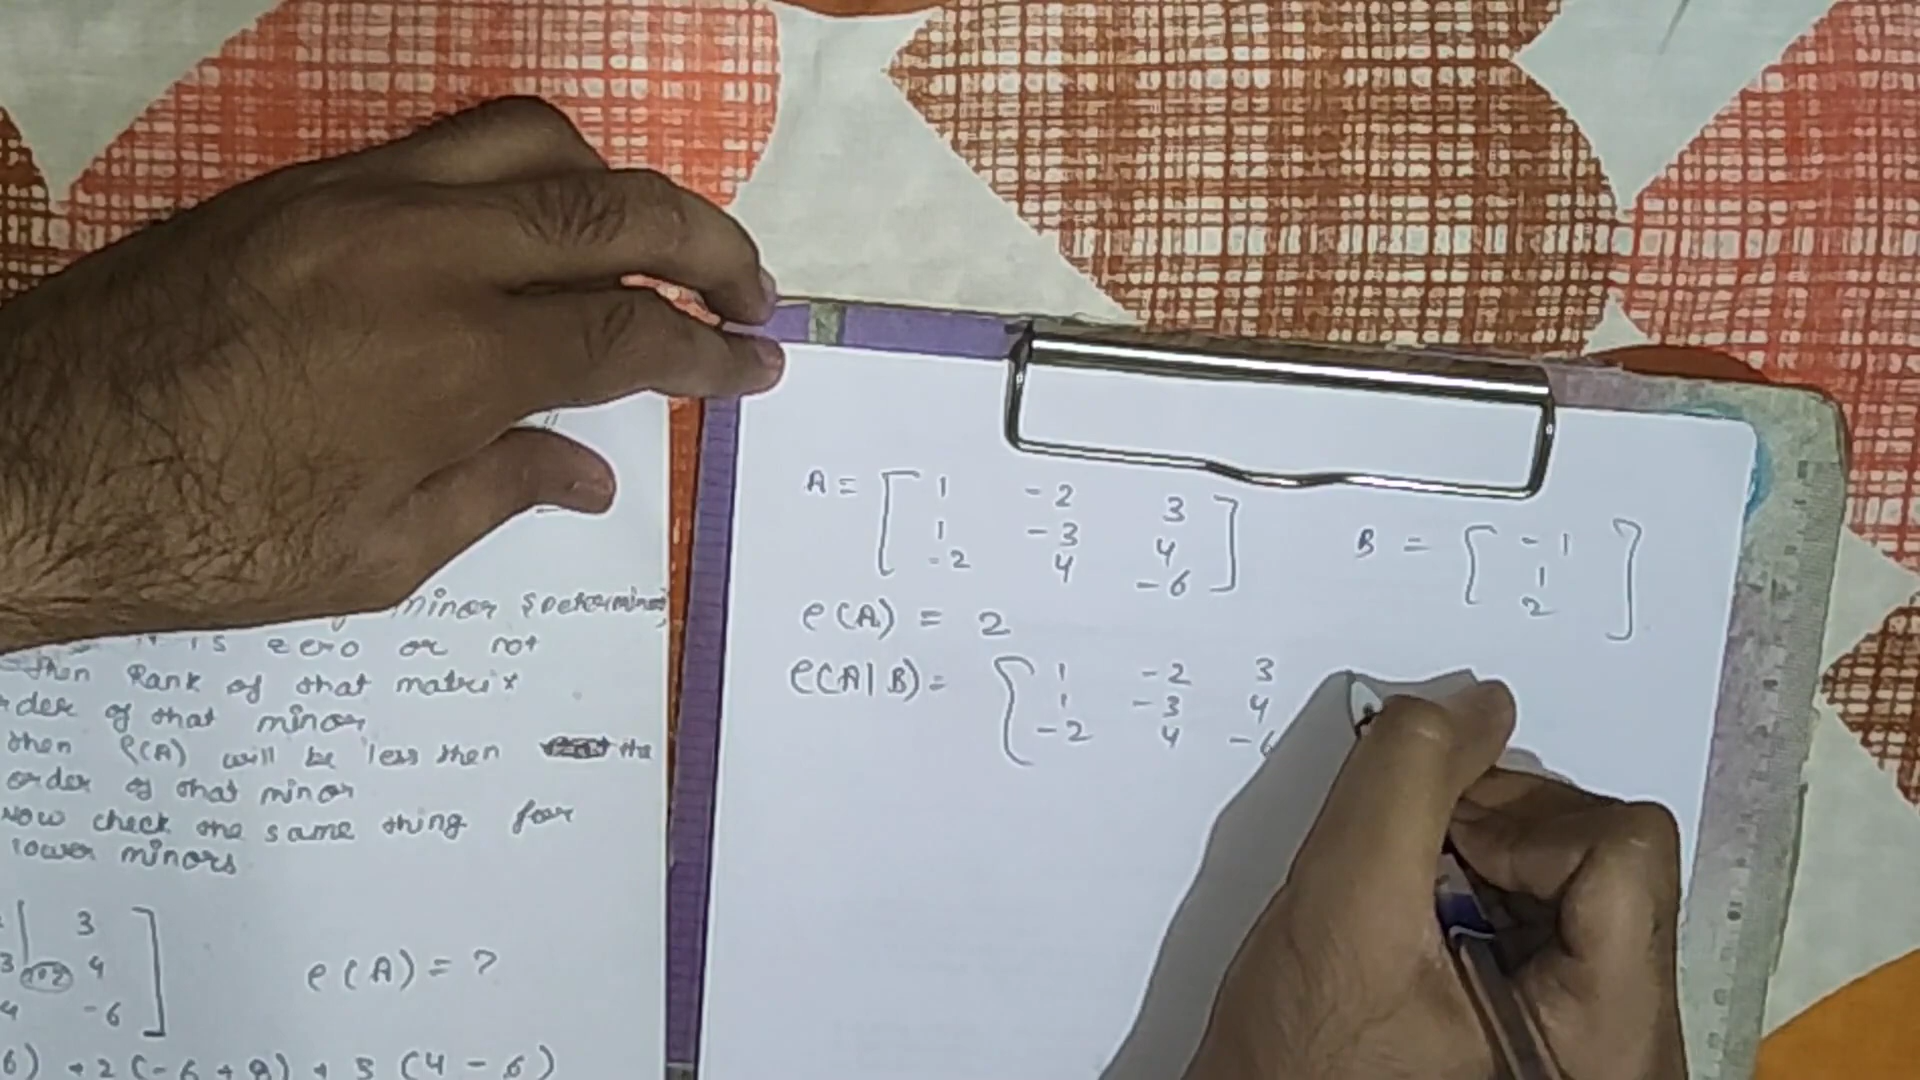 minor
is zero or not
then Rank of that matrix
order of that minor
then ρ(A) will be less then the
order of that minor
Now check the same thing for
lower minors
3
3 4
4 -6
ρ(A) = ?
6) + 2 (-6 + 8) + 3 (4 - 6)
A = [ 1 -2 3
1 -3 4
-2 4 -6 ]
B = [ -1
1
2 ]
ρ(A) = 2
ρ(A|B) = [ 1 -2 3
1 -3 4
-2 4 -6